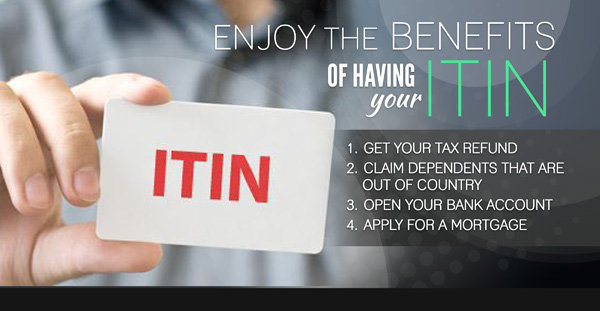 ENJOY THE BENEFITS
OF HAVING
your ITIN
ITIN
1. GET YOUR TAX REFUND
2. CLAIM DEPENDENTS THAT ARE
OUT OF COUNTRY
3. OPEN YOUR BANK ACCOUNT
4. APPLY FOR A MORTGAGE